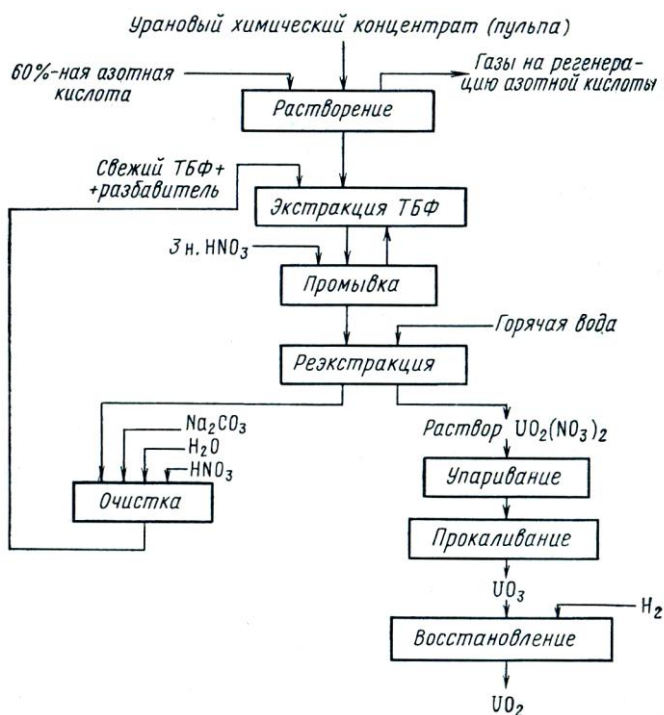 Урановый химический концентрат (пульпа)
60%-ная азотная
кислота
Газы на регенера-
цию азотной кислоты
Растворение
Свежий ТБФ+
+разбавитель
Экстракция ТБФ
3 н. HNO₃
Промывка
Горячая вода
Реэкстракция
Na₂CO₃
H₂O
HNO₃
Очистка
Раствор UO₂(NO₃)₂
Упаривание
Прокаливание
UO₃
H₂
Восстановление
UO₂